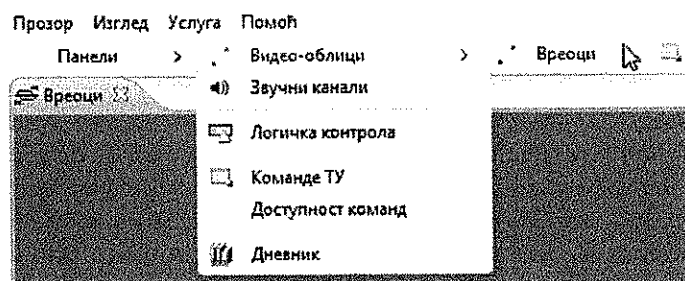 Прозор Изглед Услуга Помоћ
Панели
Видео-облици
Вреоци
Вреоци
Звучни канали
Логичка контрола
Команде ТУ
Доступност команд
Дневник